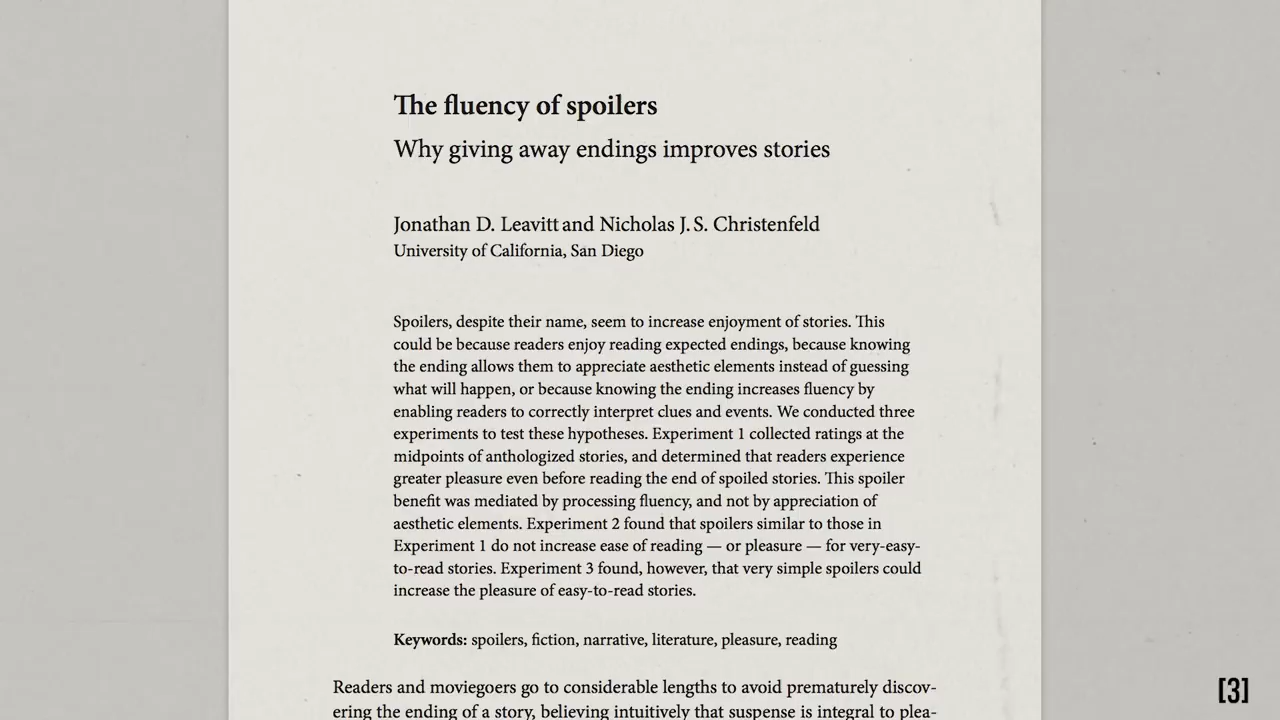 The fluency of spoilers
Why giving away endings improves stories
Jonathan D. Leavitt and Nicholas J. S. Christenfeld
University of California, San Diego
Spoilers, despite their name, seem to increase enjoyment of stories. This
could be because readers enjoy reading expected endings, because knowing
the ending allows them to appreciate aesthetic elements instead of guessing
what will happen, or because knowing the ending increases fluency by
enabling readers to correctly interpret clues and events. We conducted three
experiments to test these hypotheses. Experiment 1 collected ratings at the
midpoints of anthologized stories, and determined that readers experience
greater pleasure even before reading the end of spoiled stories. This spoiler
benefit was mediated by processing fluency, and not by appreciation of
aesthetic elements. Experiment 2 found that spoilers similar to those in
Experiment 1 do not increase ease of reading — or pleasure — for very-easy-
to-read stories. Experiment 3 found, however, that very simple spoilers could
increase the pleasure of easy-to-read stories.
Keywords: spoilers, fiction, narrative, literature, pleasure, reading
Readers and moviegoers go to considerable lengths to avoid prematurely discov-
ering the ending of a story, believing intuitively that suspense is integral to plea-
[3]